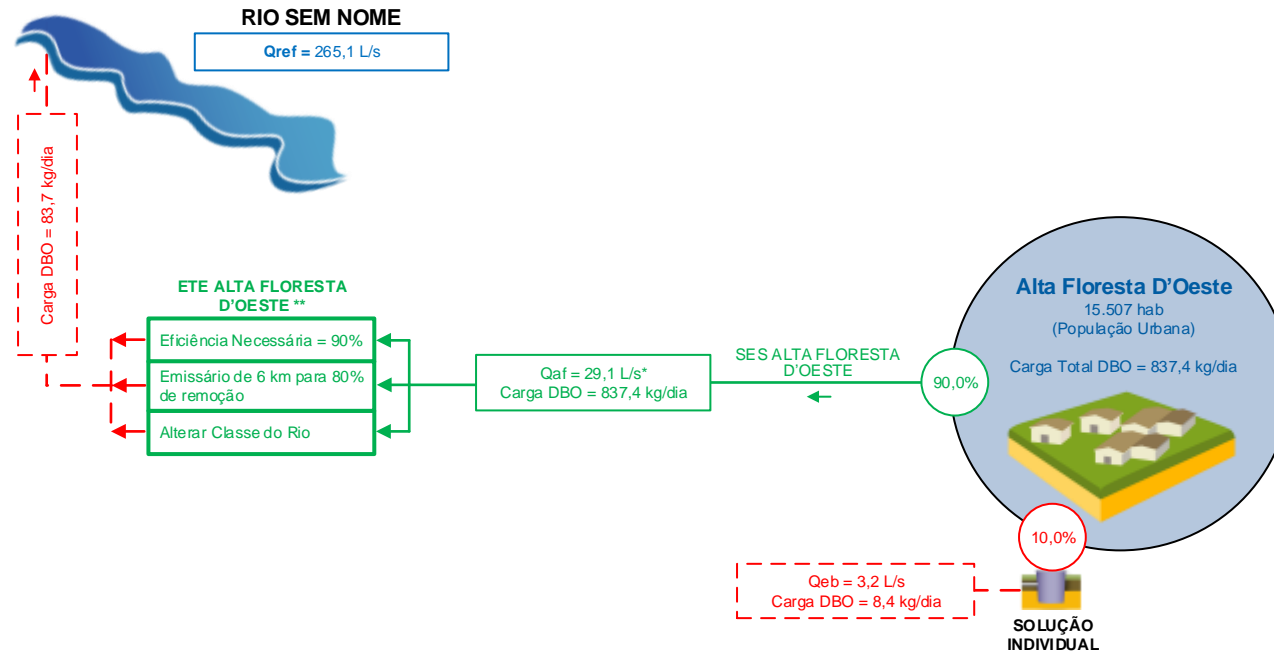 RIO SEM NOME
Qref = 265,1 L/s
Carga DBO = 83,7 kg/dia
ETE ALTA FLORESTA
D'OESTE **
Eficiência Necessária = 90%
Emissário de 6 km para 80%
de remoção
Alterar Classe do Rio
Qaf = 29,1 L/s*
Carga DBO = 837,4 kg/dia
SES ALTA FLORESTA
D'OESTE
90,0%
Alta Floresta D'Oeste
15.507 hab
(População Urbana)
Carga Total DBO = 837,4 kg/dia
10,0%
Qeb = 3,2 L/s
Carga DBO = 8,4 kg/dia
SOLUÇÃO
INDIVIDUAL